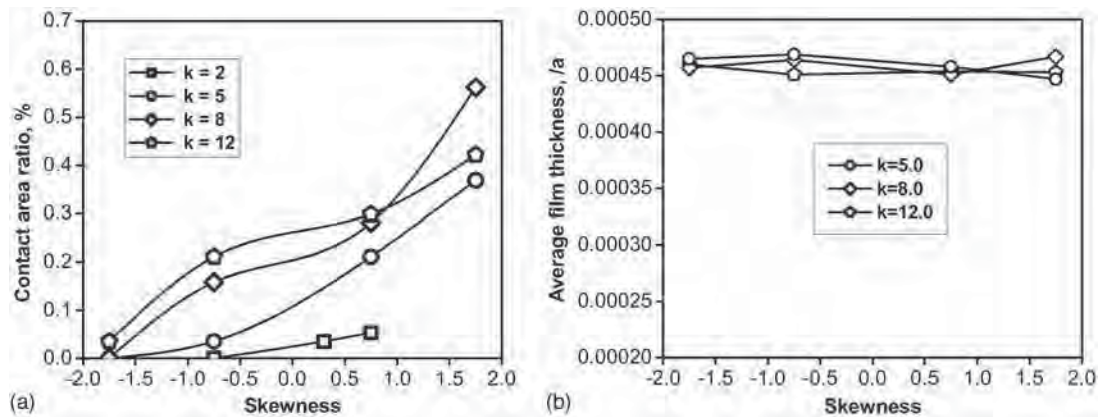 0.7
0.6
0.5
0.4
0.3
0.2
0.1
0.0
Contact area ratio, %
k = 2
k = 5
k = 8
k = 12
-2.0 -1.5 -1.0 -0.5 0.0 0.5 1.0 1.5 2.0
Skewness
(a)
0.00050
0.00045
0.00040
0.00035
0.00030
0.00025
0.00020
Average film thickness, /a
k=5.0
k=8.0
k=12.0
-2.0 -1.5 -1.0 -0.5 0.0 0.5 1.0 1.5 2.0
Skewness
(b)